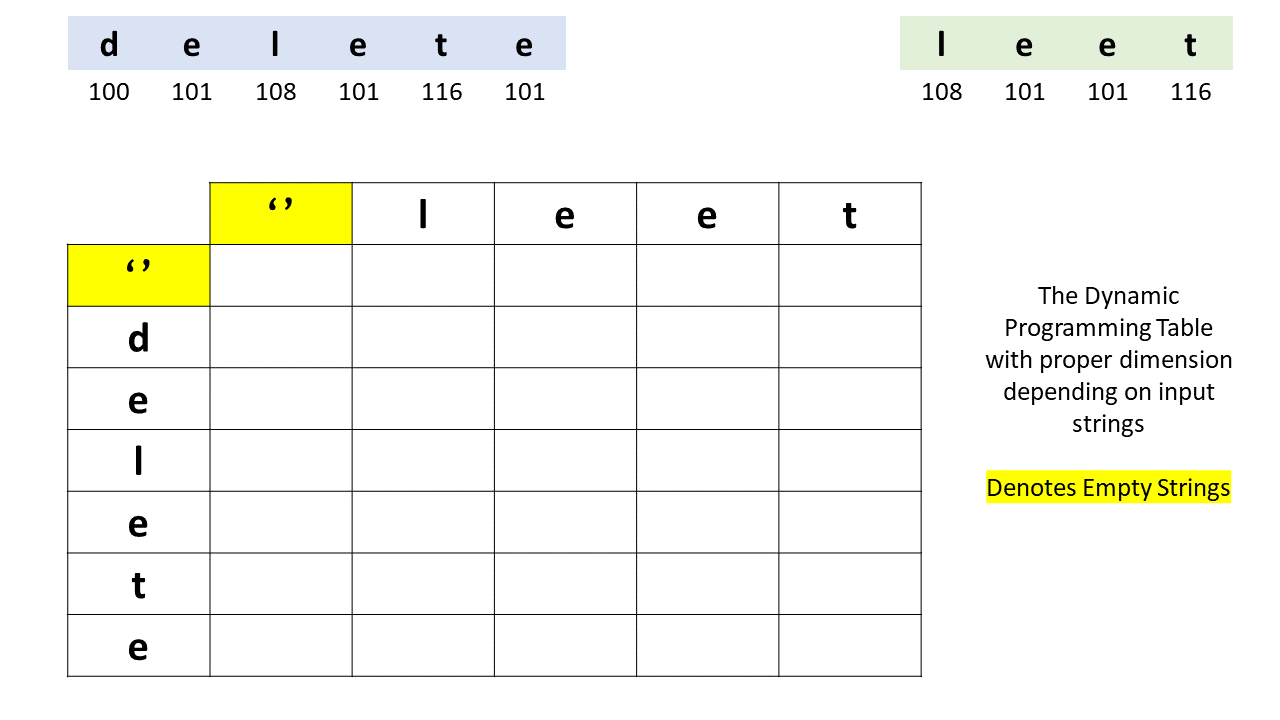 d e l e t e
l e e t
100 101 108 101 116 101
108 101 101 116
‘’ l e e t
‘’
d
e
l
e
t
e
The Dynamic
Programming Table
with proper dimension
depending on input
strings
Denotes Empty Strings